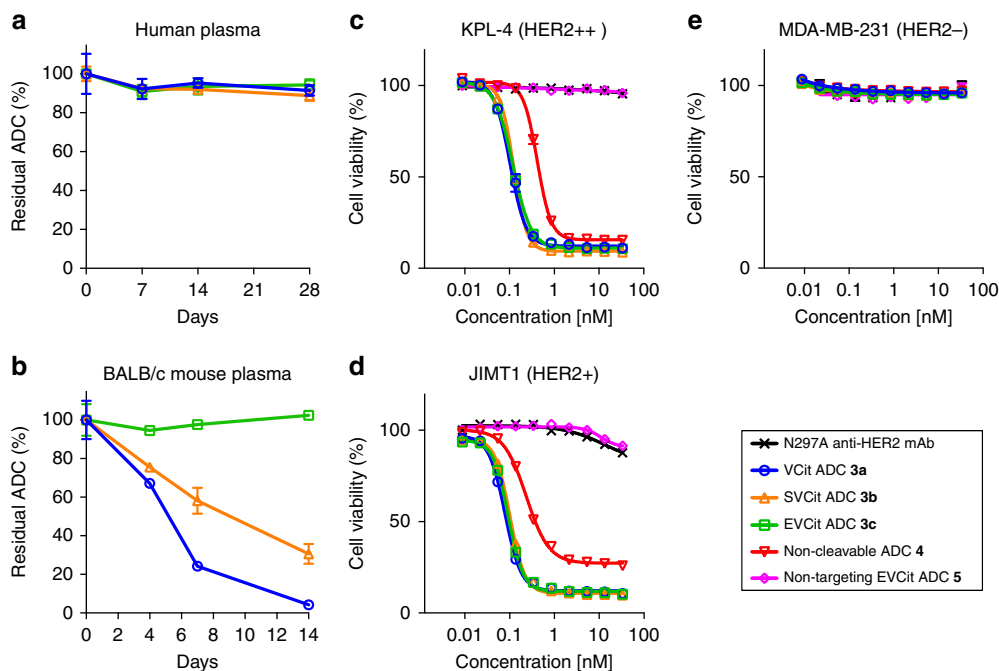 a
Human plasma
Residual ADC (%)
120
100
80
60
40
20
0
0 7 14 21 28
Days
b
BALB/c mouse plasma
Residual ADC (%)
120
100
80
60
40
20
0
0 2 4 6 8 10 12 14
Days
c
KPL-4 (HER2++ )
Cell viability (%)
100
50
0
0.01 0.1 1 10 100
Concentration [nM]
d
JIMT1 (HER2+)
Cell viability (%)
100
50
0
0.01 0.1 1 10 100
Concentration [nM]
e
MDA-MB-231 (HER2–)
Cell viability (%)
100
50
0
0.01 0.1 1 10 100
Concentration [nM]
N297A anti-HER2 mAb
VCit ADC 3a
SVCit ADC 3b
EVCit ADC 3c
Non-cleavable ADC 4
Non-targeting EVCit ADC 5